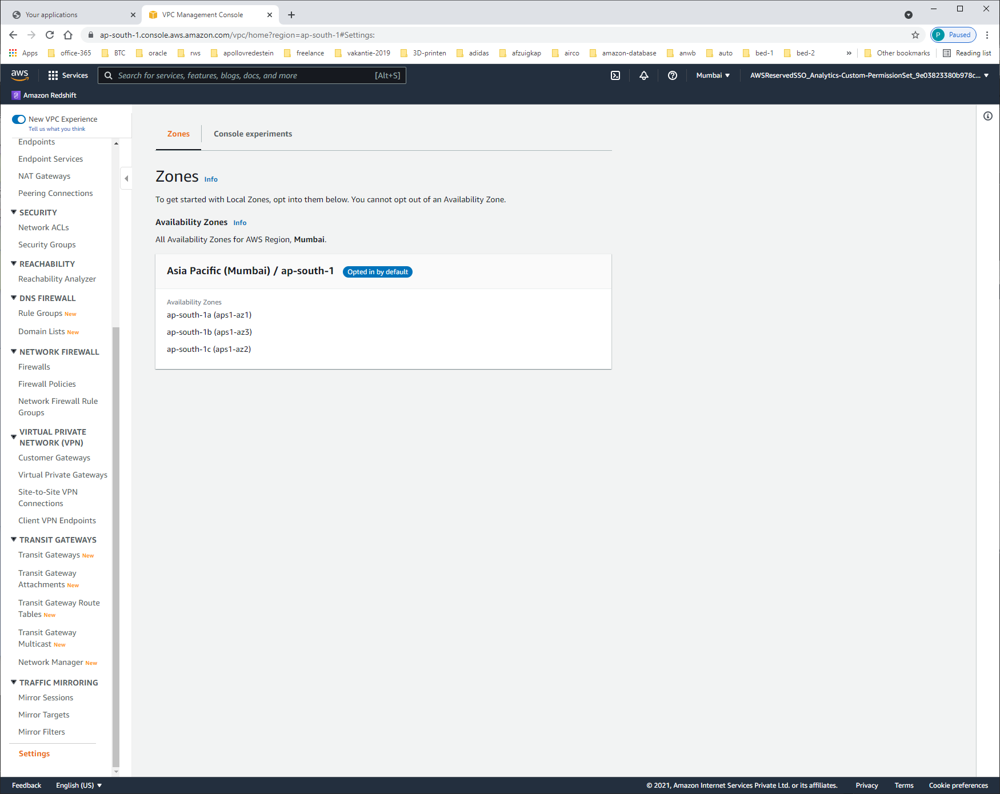 Your applications
VPC Management Console
ap-south-1.console.aws.amazon.com/vpc/home?region=ap-south-1#Settings:
P Paused
Apps office-365 BTC oracle rws apollovredestein freelance vakantie-2019 3D-printen adidas afzuigkap airco amazon-database anwb auto bed-1 bed-2 » Other bookmarks Reading list
aws Services Search for services, features, blogs, docs, and more [Alt+S] Mumbai AWSReservedSSO_Analytics-Custom-PermissionSet_9e03823380b978c...
Amazon Redshift
New VPC Experience
Tell us what you think
Endpoints
Endpoint Services
NAT Gateways
Peering Connections
SECURITY
Network ACLs
Security Groups
REACHABILITY
Reachability Analyzer
DNS FIREWALL
Rule Groups New
Domain Lists New
NETWORK FIREWALL
Firewalls
Firewall Policies
Network Firewall Rule
Groups
VIRTUAL PRIVATE
NETWORK (VPN)
Customer Gateways
Virtual Private Gateways
Site-to-Site VPN
Connections
Client VPN Endpoints
TRANSIT GATEWAYS
Transit Gateways New
Transit Gateway
Attachments New
Transit Gateway Route
Tables New
Transit Gateway
Multicast New
Network Manager New
TRAFFIC MIRRORING
Mirror Sessions
Mirror Targets
Mirror Filters
Settings
Zones
Console experiments
Zones Info
To get started with Local Zones, opt into them below. You cannot opt out of an Availability Zone.
Availability Zones Info
All Availability Zones for AWS Region, Mumbai.
Asia Pacific (Mumbai) / ap-south-1 Opted in by default
Availability Zones
ap-south-1a (aps1-az1)
ap-south-1b (aps1-az3)
ap-south-1c (aps1-az2)
Feedback English (US) © 2021, Amazon Internet Services Private Ltd. or its affiliates. Privacy Terms Cookie preferences